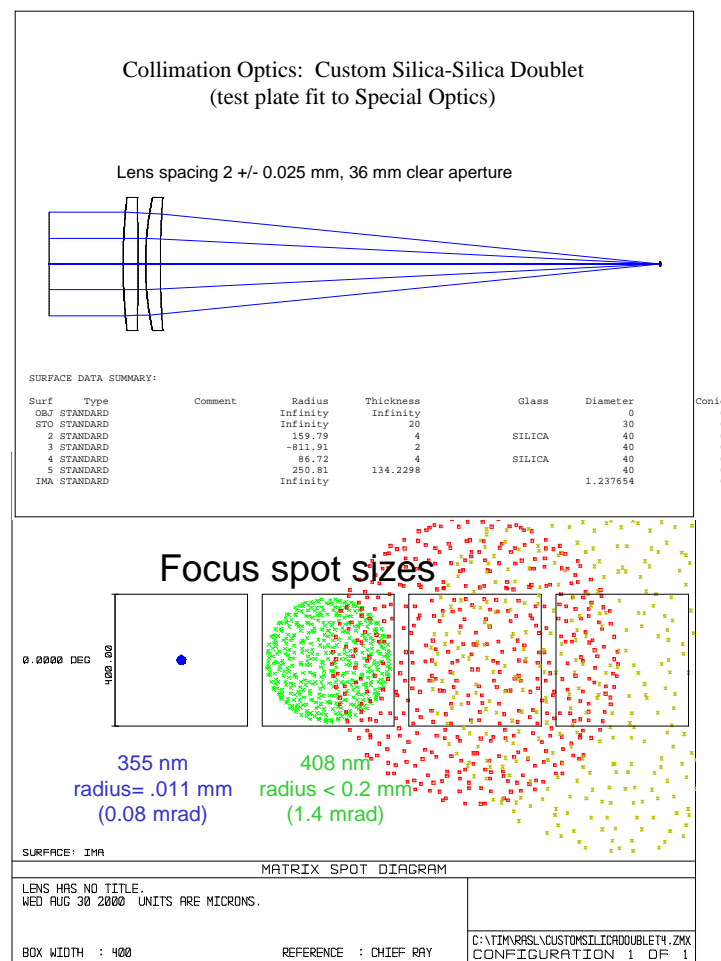 Collimation Optics: Custom Silica-Silica Doublet
(test plate fit to Special Optics)
Lens spacing 2 +/- 0.025 mm, 36 mm clear aperture
SURFACE DATA SUMMARY:
Surf Type Comment Radius Thickness Glass Diameter
OBJ STANDARD Infinity Infinity 0
STO STANDARD Infinity 20 30
2 STANDARD 159.79 4 SILICA 40
3 STANDARD -811.91 2 40
4 STANDARD 86.72 4 SILICA 40
5 STANDARD 250.81 134.2298 40
IMA STANDARD Infinity 1.237654
Focus spot sizes
0.0000 DEG
400.00
355 nm
radius= .011 mm
(0.08 mrad)
408 nm
radius < 0.2 mm
(1.4 mrad)
SURFACE: IMA
MATRIX SPOT DIAGRAM
LENS HAS NO TITLE.
WED AUG 30 2000 UNITS ARE MICRONS.
BOX WIDTH : 400 REFERENCE : CHIEF RAY
C:\TIM\RASL\CUSTOMSILICADOUBLET4.ZMX
CONFIGURATION 1 OF 1